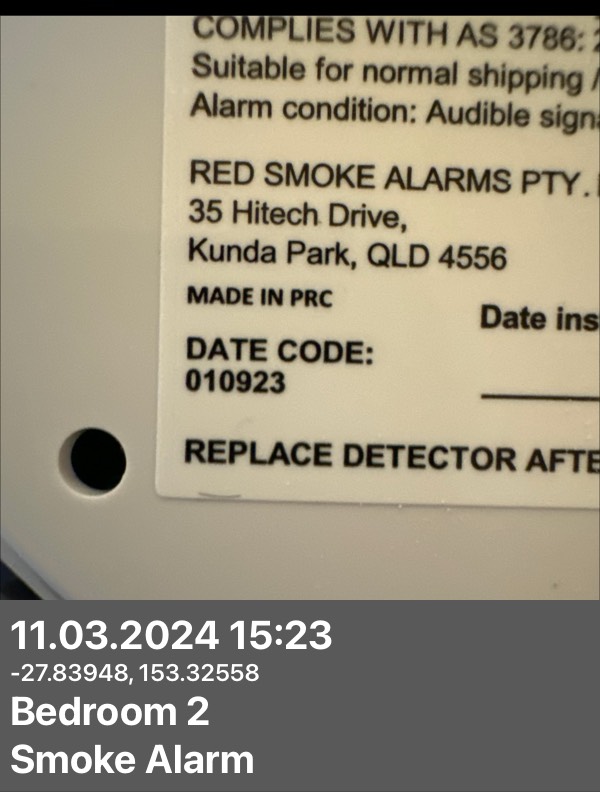 COMPLIES WITH AS 3786:
Suitable for normal shipping /
Alarm condition: Audible
RED SMOKE ALARMS PTY.
35 Hitech Drive,
Kunda Park, QLD 4556
MADE IN PRC
Date
DATE CODE:
010923
REPLACE DETECTOR
11.03.2024 15:23
-27.83948, 153.32558
Bedroom 2
Smoke Alarm